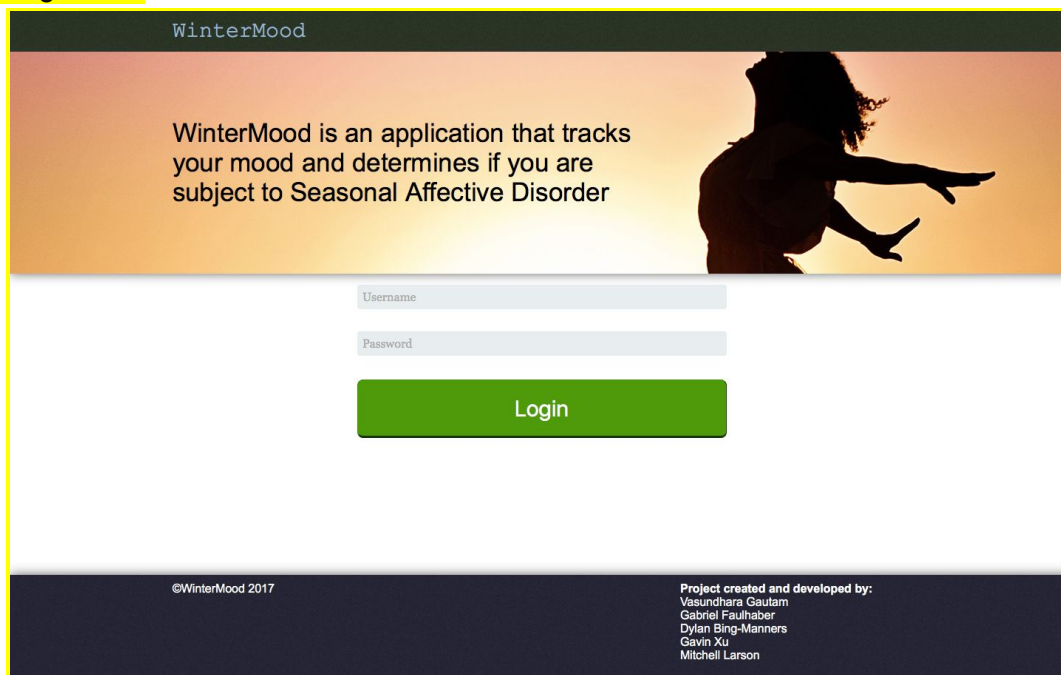 WinterMood
WinterMood is an application that tracks
your mood and determines if you are
subject to Seasonal Affective Disorder
Username
Password
Login
©WinterMood 2017
Project created and developed by:
Vasundhara Gautam
Gabriel Faulhaber
Dylan Bing-Manners
Gavin Xu
Mitchell Larson